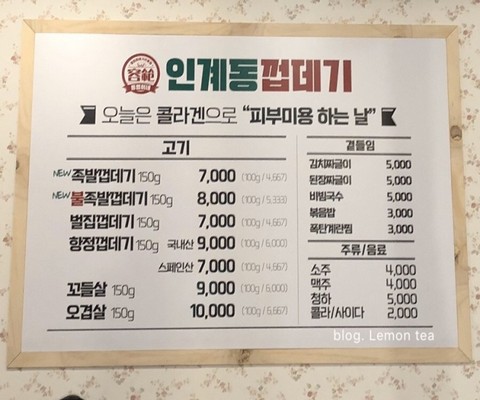 인계동껍데기
오늘은 콜라겐으로 "피부미용 하는 날"
고기
NEW 족발껍데기 150g 7,000 (100g / 4,667)
NEW 불족발껍데기 150g 8,000 (100g / 5,333)
벌집껍데기 150g 7,000 (100g / 4,667)
항정껍데기 150g 국내산 9,000 (100g / 6,000)
스페인산 7,000 (100g / 4,667)
꼬들살 150g 9,000 (100g / 6,000)
오겹살 150g 10,000 (100g / 6,667)
곁들임
김치짜글이 5,000
된장짜글이 5,000
비빔국수 5,000
볶음밥 3,000
폭탄계란찜 3,000
주류/음료
소주 4,000
맥주 4,000
청하 5,000
콜라/사이다 2,000
blog. Lemon tea